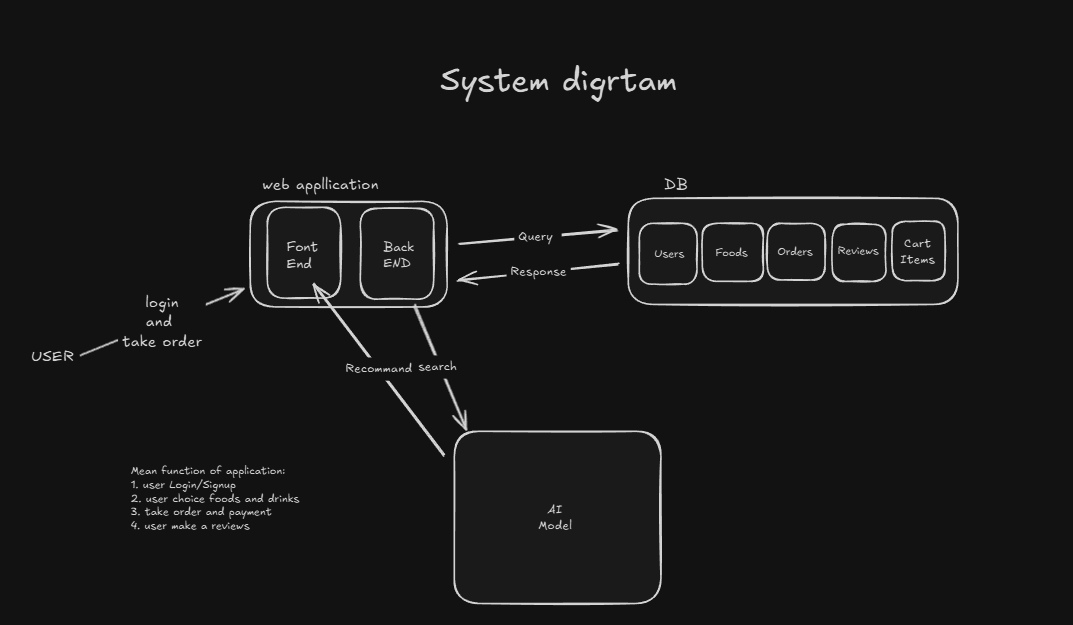 System digrtam
web appllication
DB
Font
End
Back
END
Query
Response
Users
Foods
Orders
Reviews
Cart
Items
login
and
take order
USER
Recommand
search
Mean function of application:
1. user Login/Signup
2. user choice foods and drinks
3. take order and payment
4. user make a reviews
AI
Model